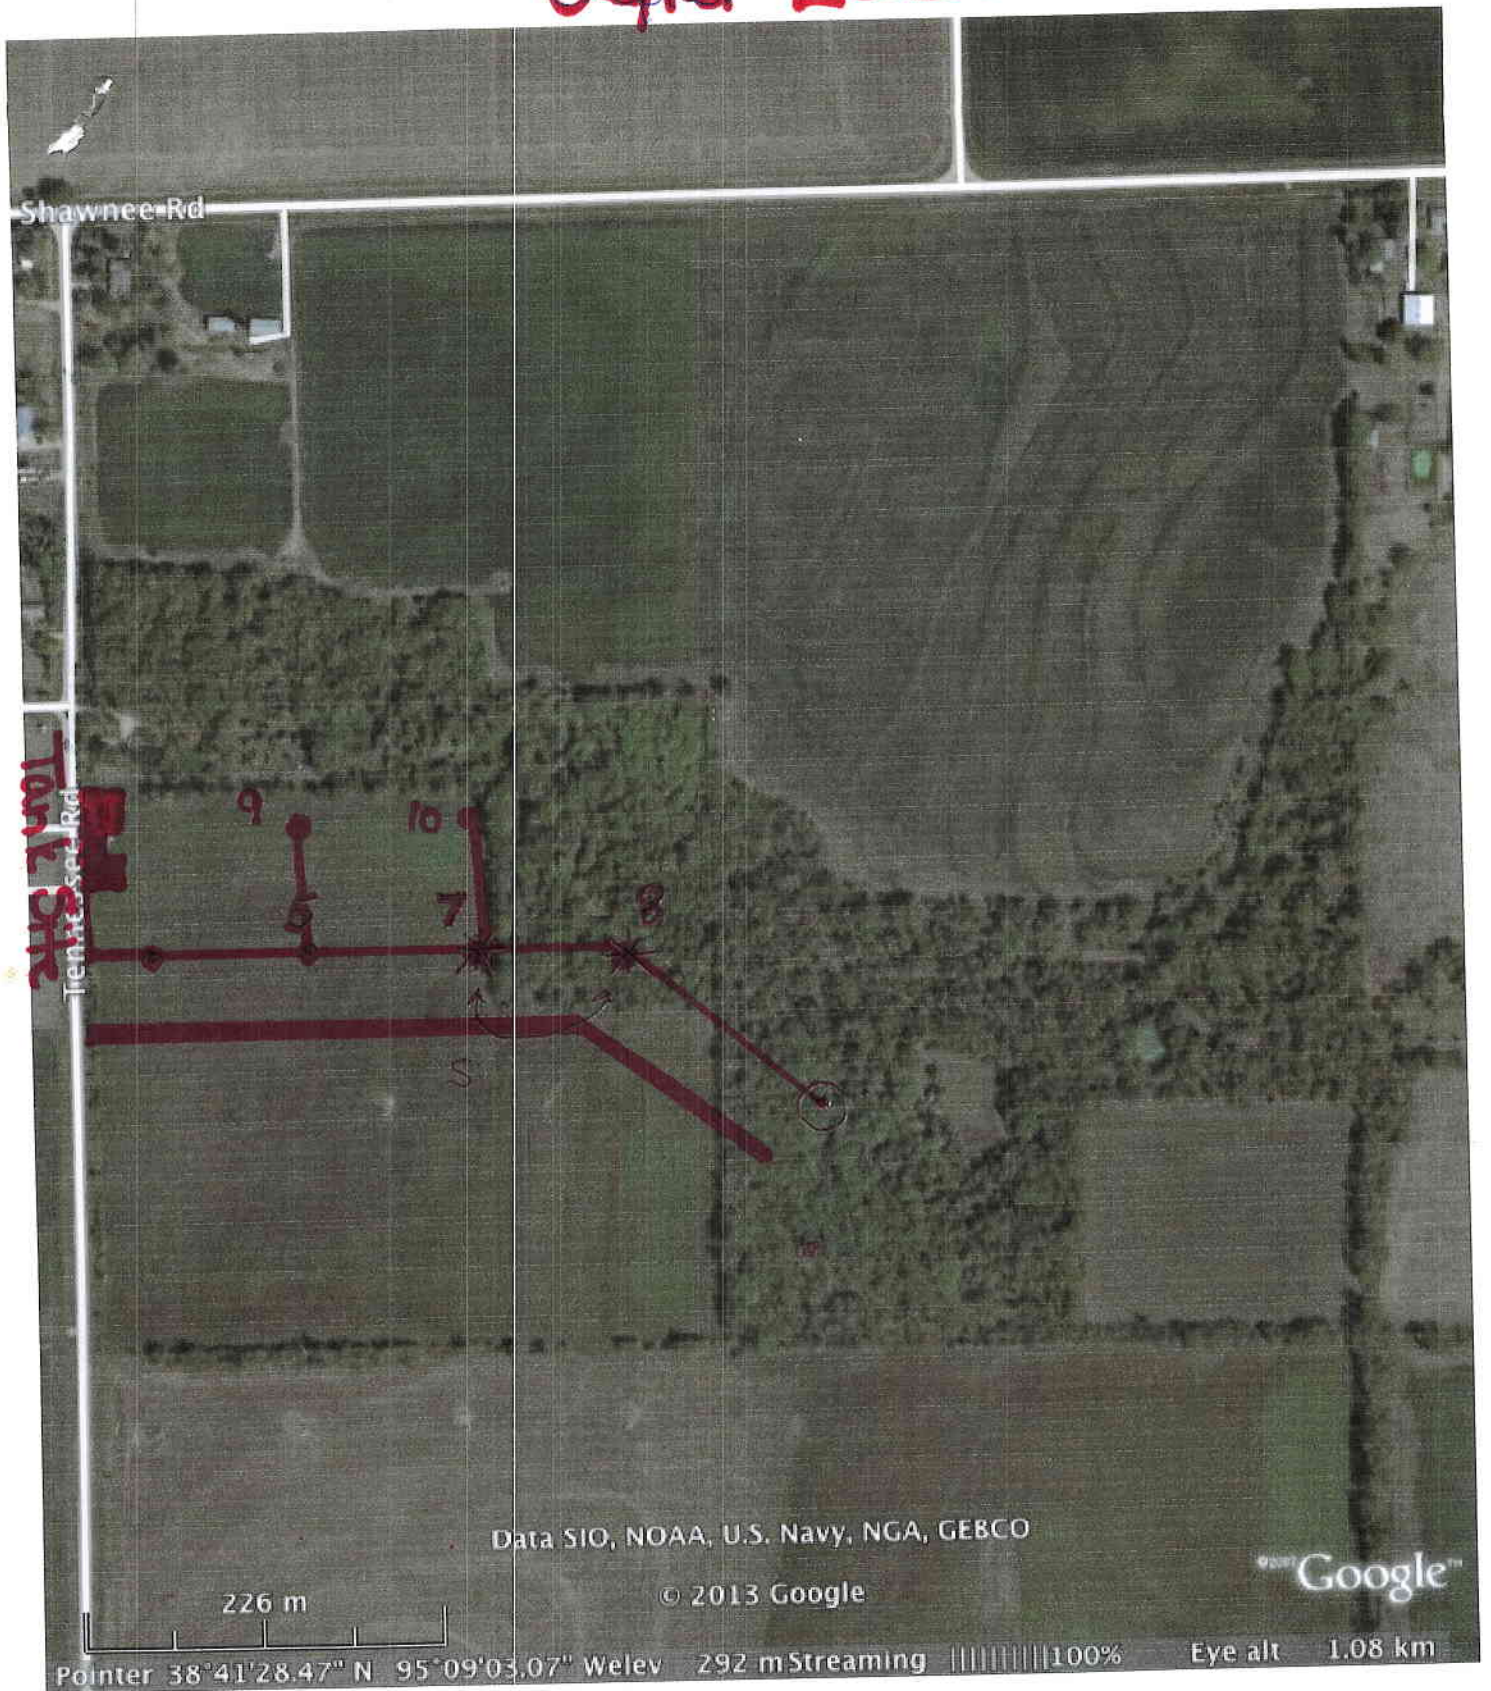 Shawnee Rd
Tank Site
Tennessee Rd
9
10
5
7
8
S
Data SIO, NOAA, U.S. Navy, NGA, GEBCO
© 2013 Google
Google™
226 m
Pointer 38°41'28.47" N 95°09'03.07" W elev 292 m Streaming ||||||||||100% Eye alt 1.08 km